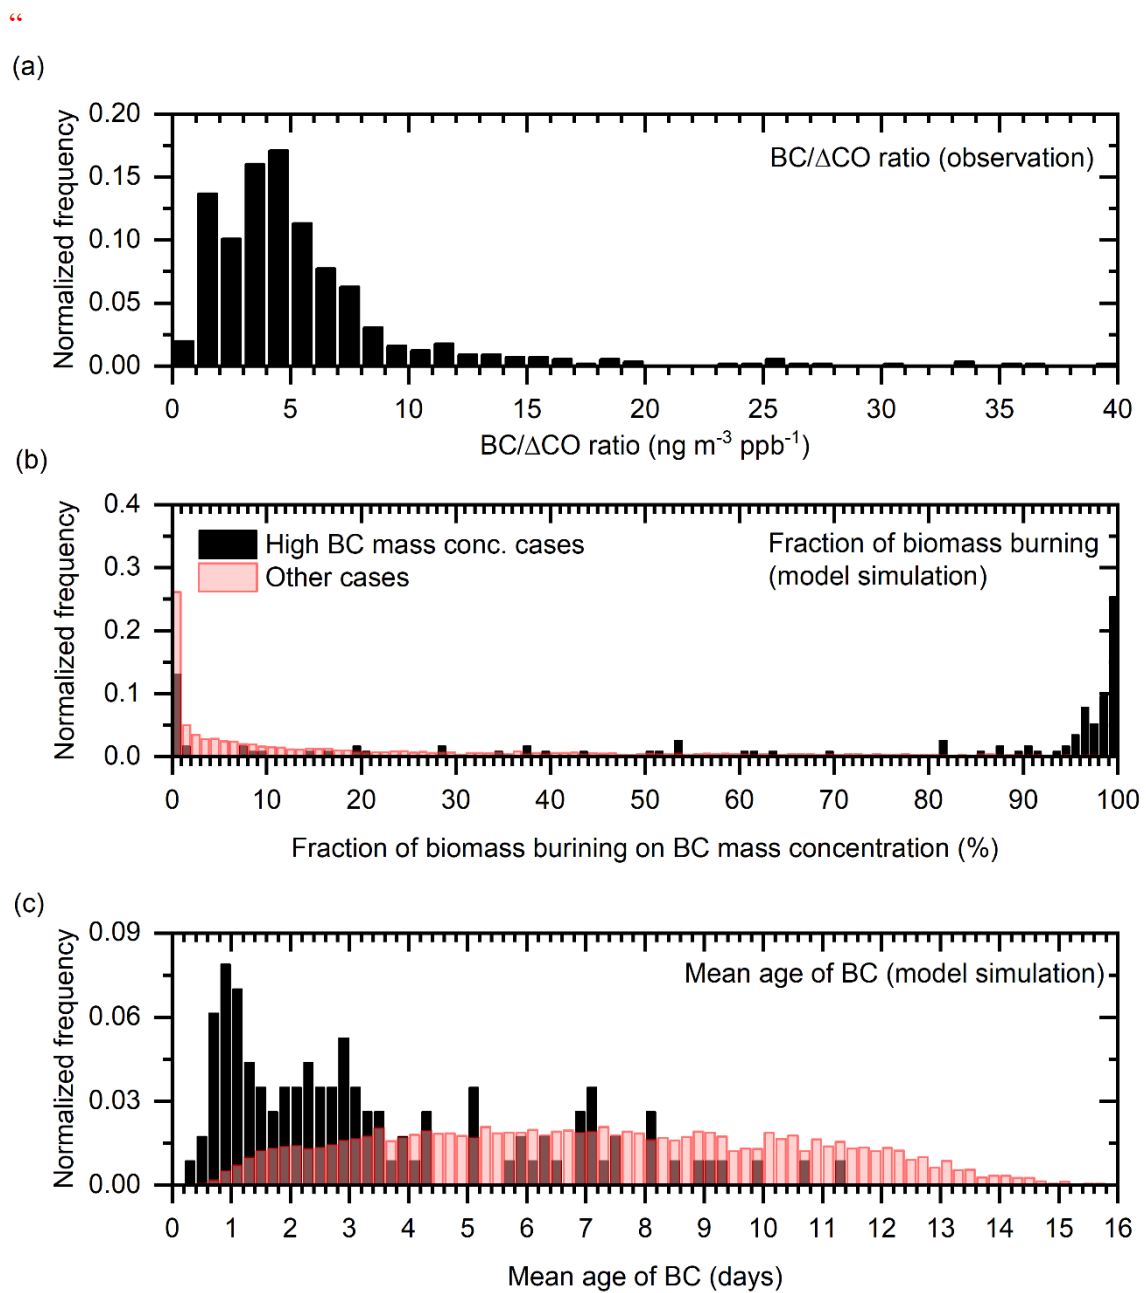 “
(a)
0.20
0.15
0.10
0.05
0.00
Normalized frequency
BC/ΔCO ratio (observation)
0 5 10 15 20 25 30 35 40
BC/ΔCO ratio (ng m⁻³ ppb⁻¹)
(b)
0.4
0.3
0.2
0.1
0.0
Normalized frequency
High BC mass conc. cases
Other cases
Fraction of biomass burning
(model simulation)
0 10 20 30 40 50 60 70 80 90 100
Fraction of biomass burining on BC mass concentration (%)
(c)
0.09
0.06
0.03
0.00
Normalized frequency
Mean age of BC (model simulation)
0 1 2 3 4 5 6 7 8 9 10 11 12 13 14 15 16
Mean age of BC (days)